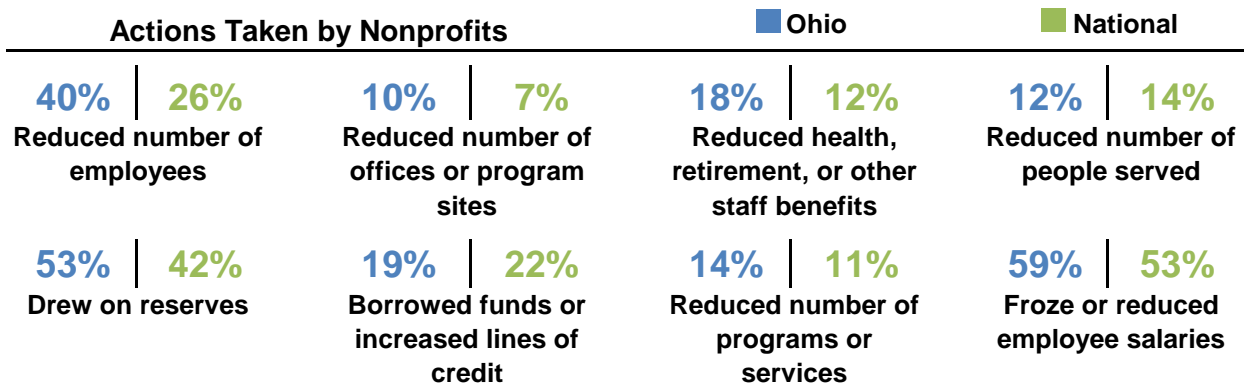 Actions Taken by Nonprofits
Ohio
National
40% 26%
Reduced number of
employees
10% 7%
Reduced number of
offices or program
sites
18% 12%
Reduced health,
retirement, or other
staff benefits
12% 14%
Reduced number of
people served
53% 42%
Drew on reserves
19% 22%
Borrowed funds or
increased lines of
credit
14% 11%
Reduced number of
programs or
services
59% 53%
Froze or reduced
employee salaries